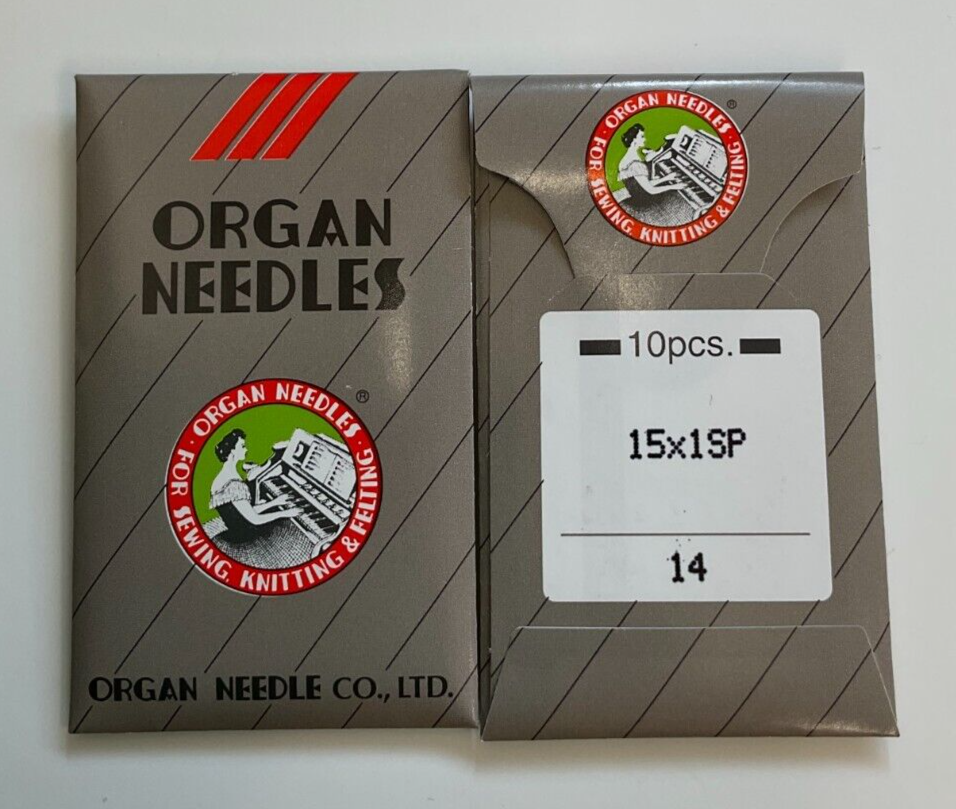 ORGAN
NEEDLES
ORGAN NEEDLES ®
· FOR SEWING, KNITTING & FELTING ·
ORGAN NEEDLE CO., LTD.
ORGAN NEEDLES ®
· FOR SEWING, KNITTING & FELTING ·
10pcs.
15x1SP
14